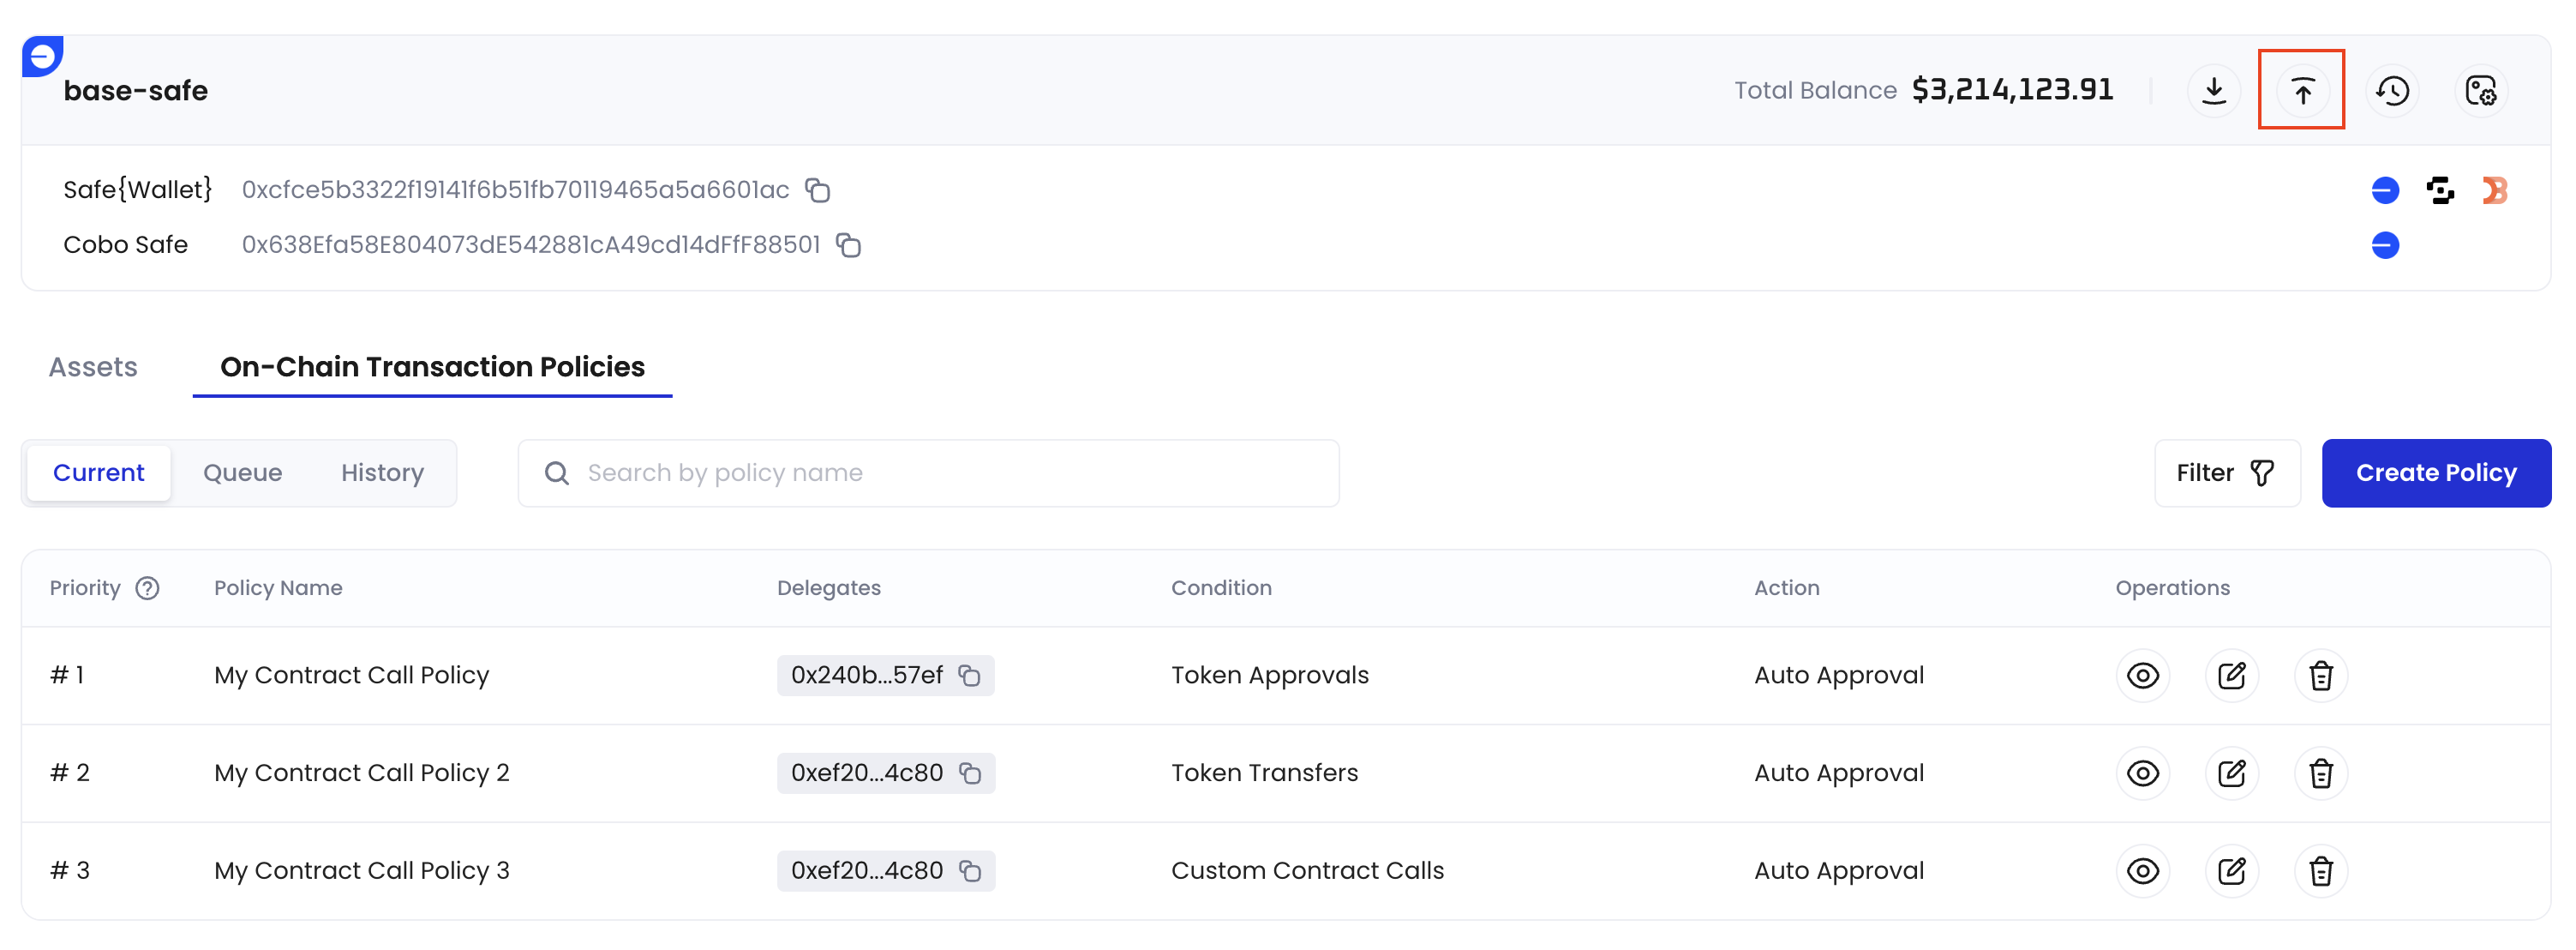 base-safe Total Balance $3,214,123.91
Safe{Wallet} 0xcfce5b3322f19141f6b51fb70119465a5a6601ac
Cobo Safe 0x638Efa58E804073dE542881cA49cd14dFfF88501
Assets On-Chain Transaction Policies
Current Queue History Search by policy name Filter Create Policy
Priority Policy Name Delegates Condition Action Operations
# 1 My Contract Call Policy 0x240b...57ef Token Approvals Auto Approval
# 2 My Contract Call Policy 2 0xef20...4c80 Token Transfers Auto Approval
# 3 My Contract Call Policy 3 0xef20...4c80 Custom Contract Calls Auto Approval